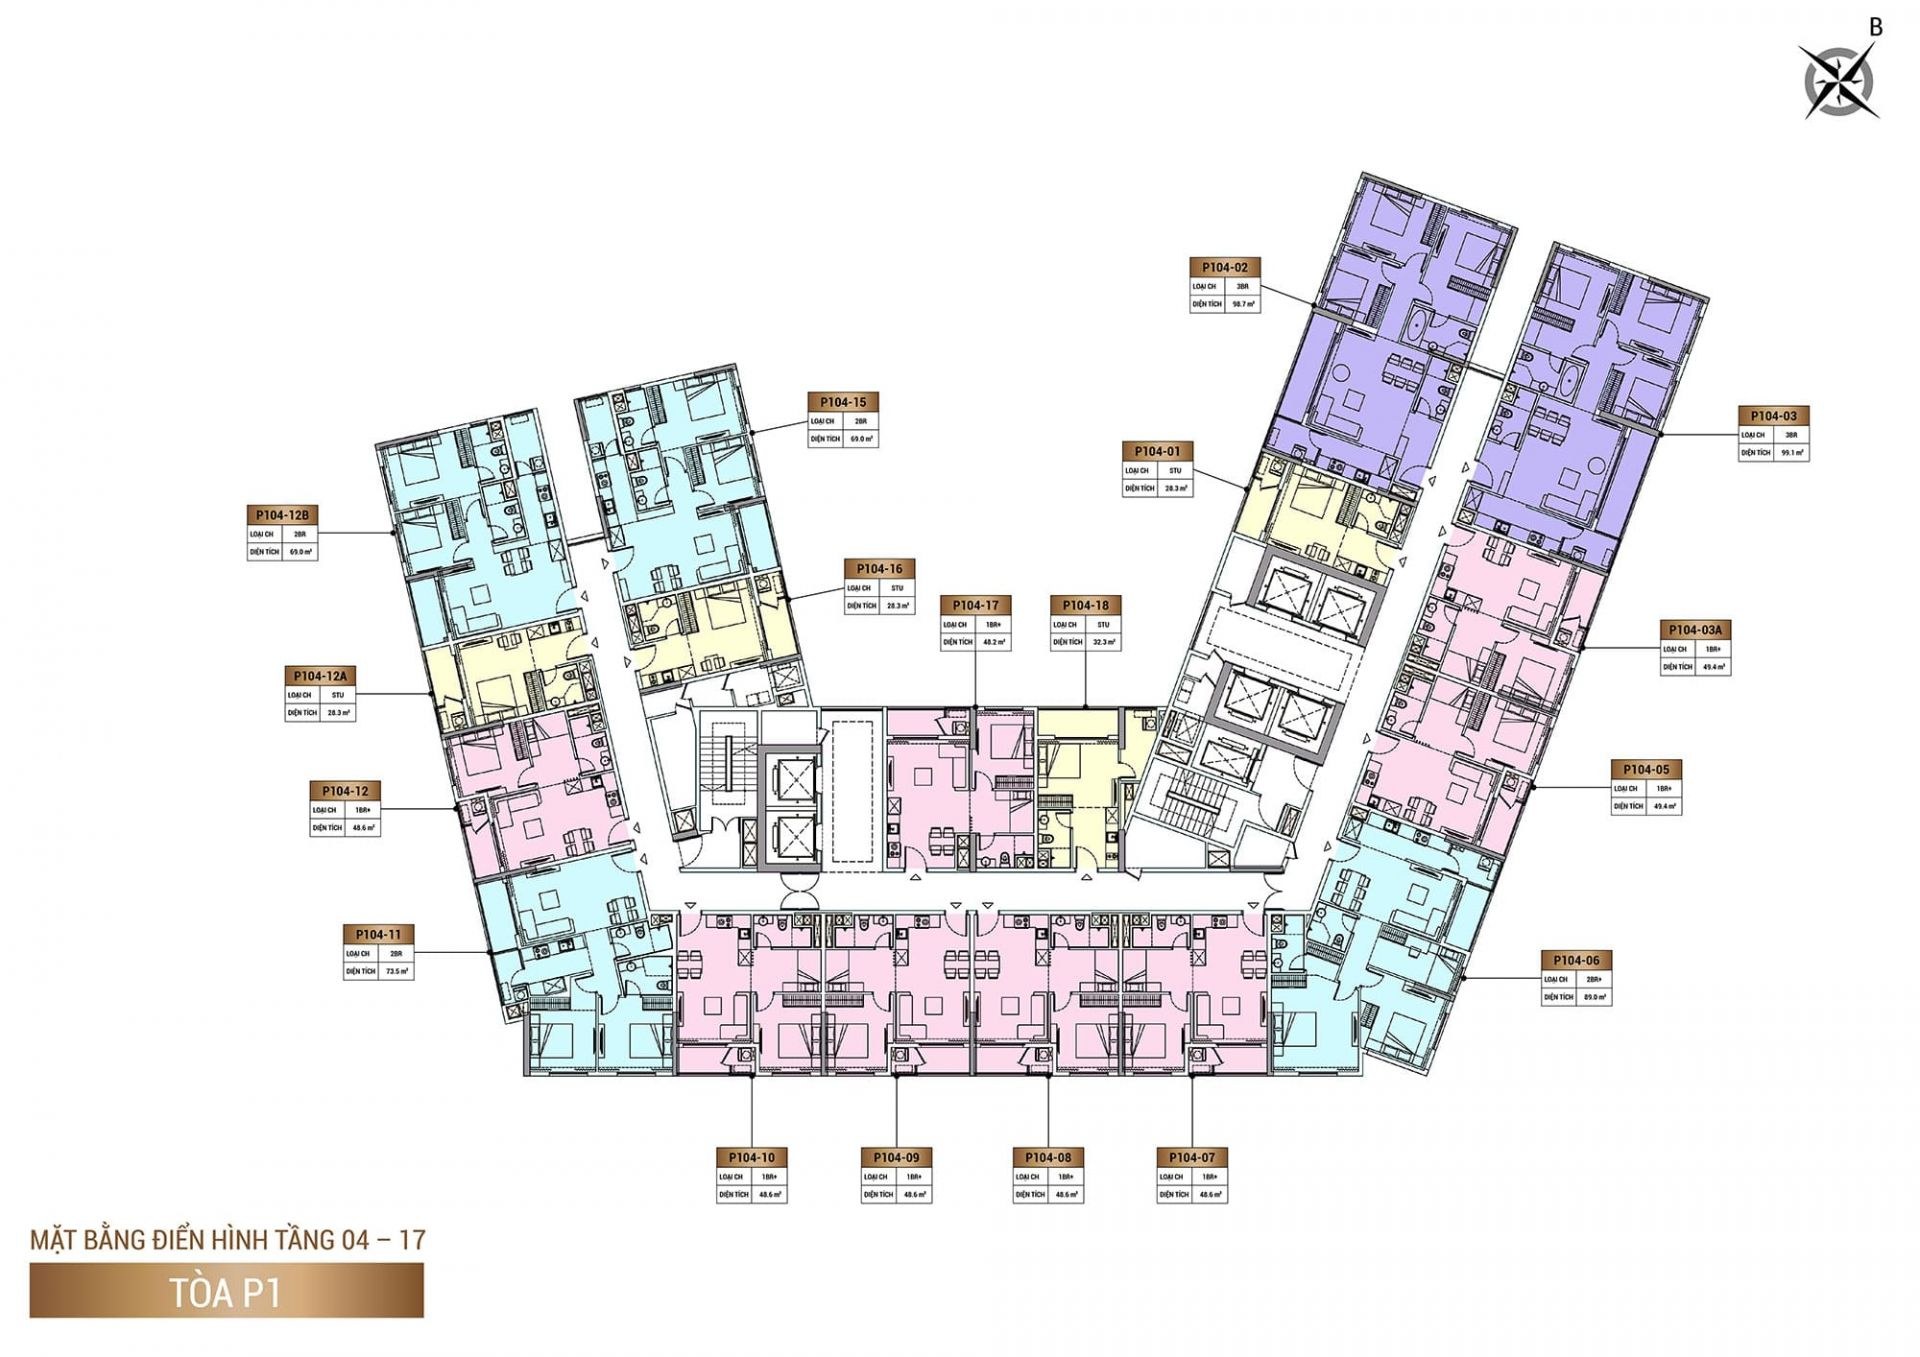 B
P104-02
LOẠI CH 3BR
DIỆN TÍCH 98.7 m²
P104-15
LOẠI CH 2BR
DIỆN TÍCH 69.0 m²
P104-03
LOẠI CH 3BR
DIỆN TÍCH 99.1 m²
P104-01
LOẠI CH STU
DIỆN TÍCH 28.3 m²
P104-12B
LOẠI CH 2BR
DIỆN TÍCH 69.0 m²
P104-16
LOẠI CH STU
DIỆN TÍCH 28.3 m²
P104-17
LOẠI CH 1BR+
DIỆN TÍCH 48.2 m²
P104-18
LOẠI CH STU
DIỆN TÍCH 32.3 m²
P104-03A
LOẠI CH 1BR+
DIỆN TÍCH 49.4 m²
P104-12A
LOẠI CH STU
DIỆN TÍCH 28.3 m²
P104-05
LOẠI CH 1BR+
DIỆN TÍCH 49.4 m²
P104-12
LOẠI CH 1BR+
DIỆN TÍCH 48.6 m²
P104-11
LOẠI CH 2BR
DIỆN TÍCH 73.5 m²
P104-06
LOẠI CH 2BR+
DIỆN TÍCH 89.0 m²
P104-10
LOẠI CH 1BR+
DIỆN TÍCH 48.6 m²
P104-09
LOẠI CH 1BR+
DIỆN TÍCH 48.6 m²
P104-08
LOẠI CH 1BR+
DIỆN TÍCH 48.6 m²
P104-07
LOẠI CH 1BR+
DIỆN TÍCH 48.6 m²
MẶT BẰNG ĐIỂN HÌNH TẦNG 04 – 17
TÒA P1